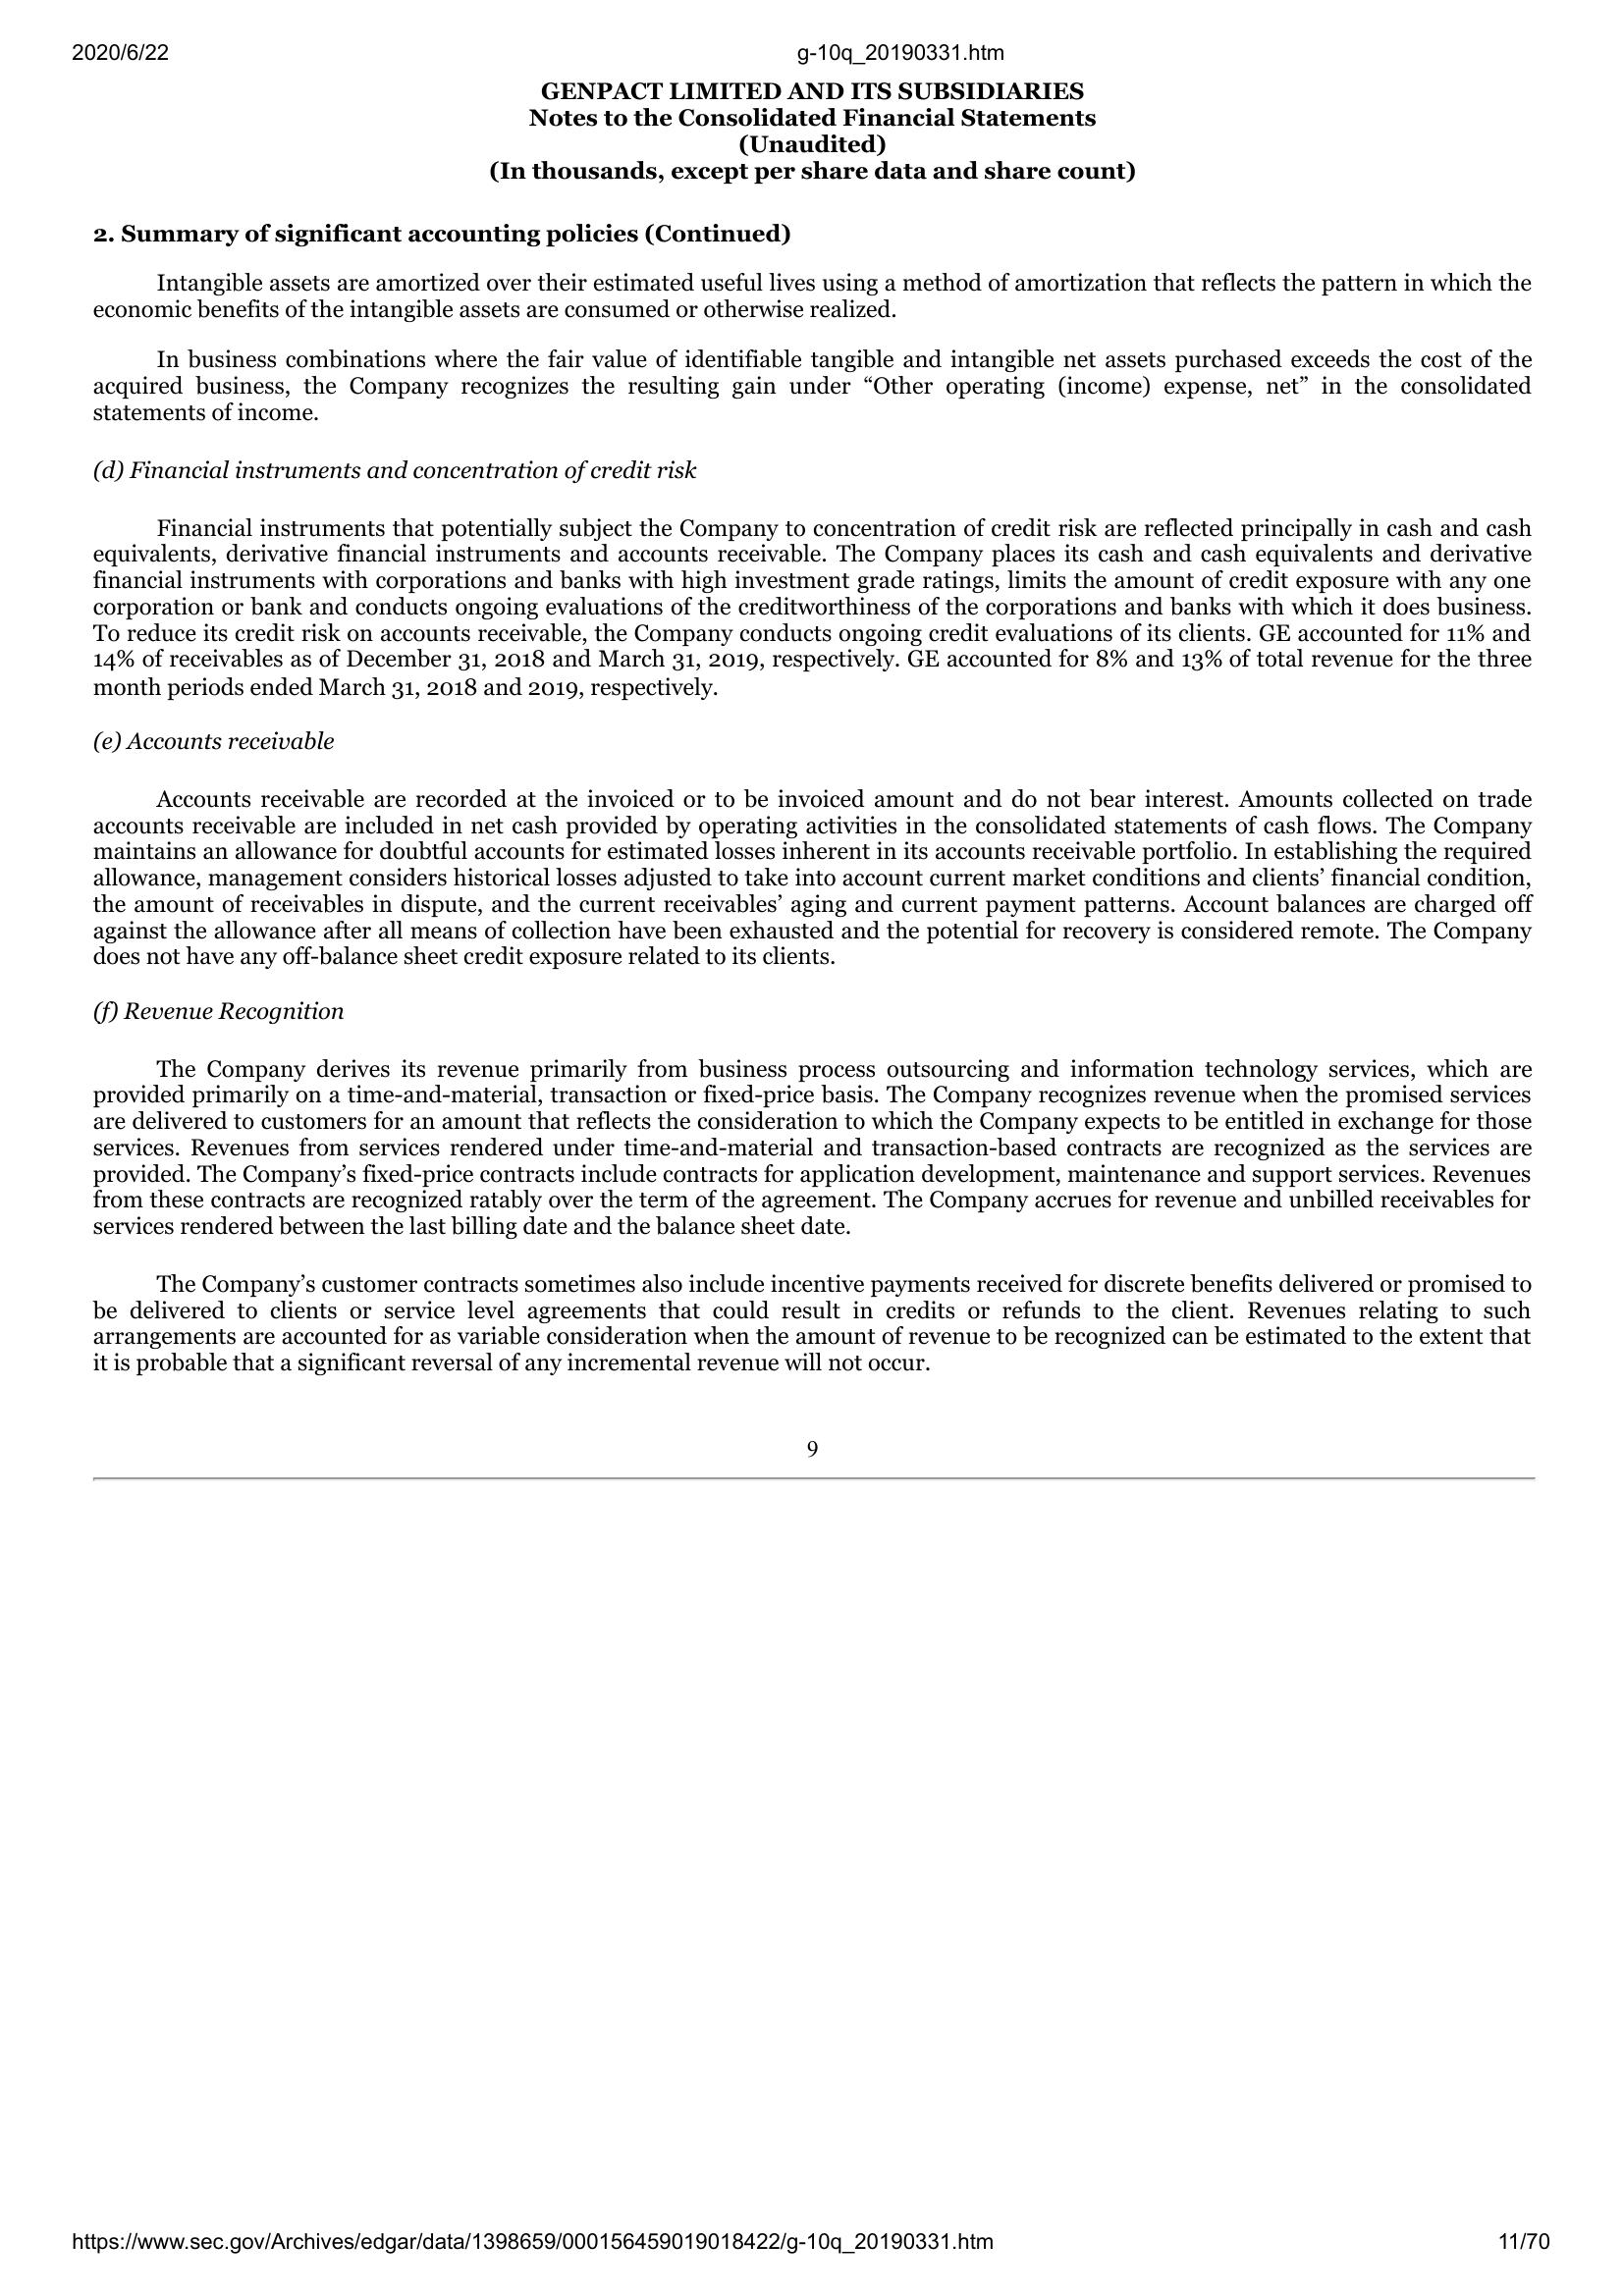 2020/6/22
g-10q_20190331.htm
GENPACT LIMITED AND ITS SUBSIDIARIES
Notes to the Consolidated Financial Statements
(Unaudited)
(In thousands, except per share data and share count)
2. Summary of significant accounting policies (Continued)
Intangible assets are amortized over their estimated useful lives using a method of amortization that reflects the pattern in which the
economic benefits of the intangible assets are consumed or otherwise realized.
In business combinations where the fair value of identifiable tangible and intangible net assets purchased exceeds the cost of the
acquired business, the Company recognizes the resulting gain under “Other operating (income) expense, net” in the consolidated
statements of income.
(d) Financial instruments and concentration of credit risk
Financial instruments that potentially subject the Company to concentration of credit risk are reflected principally in cash and cash
equivalents, derivative financial instruments and accounts receivable. The Company places its cash and cash equivalents and derivative
financial instruments with corporations and banks with high investment grade ratings, limits the amount of credit exposure with any one
corporation or bank and conducts ongoing evaluations of the creditworthiness of the corporations and banks with which it does business.
To reduce its credit risk on accounts receivable, the Company conducts ongoing credit evaluations of its clients. GE accounted for 11% and
14% of receivables as of December 31, 2018 and March 31, 2019, respectively. GE accounted for 8% and 13% of total revenue for the three
month periods ended March 31, 2018 and 2019, respectively.
(e) Accounts receivable
Accounts receivable are recorded at the invoiced or to be invoiced amount and do not bear interest. Amounts collected on trade
accounts receivable are included in net cash provided by operating activities in the consolidated statements of cash flows. The Company
maintains an allowance for doubtful accounts for estimated losses inherent in its accounts receivable portfolio. In establishing the required
allowance, management considers historical losses adjusted to take into account current market conditions and clients’ financial condition,
the amount of receivables in dispute, and the current receivables’ aging and current payment patterns. Account balances are charged off
against the allowance after all means of collection have been exhausted and the potential for recovery is considered remote. The Company
does not have any off-balance sheet credit exposure related to its clients.
(f) Revenue Recognition
The Company derives its revenue primarily from business process outsourcing and information technology services, which are
provided primarily on a time-and-material, transaction or fixed-price basis. The Company recognizes revenue when the promised services
are delivered to customers for an amount that reflects the consideration to which the Company expects to be entitled in exchange for those
services. Revenues from services rendered under time-and-material and transaction-based contracts are recognized as the services are
provided. The Company’s fixed-price contracts include contracts for application development, maintenance and support services. Revenues
from these contracts are recognized ratably over the term of the agreement. The Company accrues for revenue and unbilled receivables for
services rendered between the last billing date and the balance sheet date.
The Company’s customer contracts sometimes also include incentive payments received for discrete benefits delivered or promised to
be delivered to clients or service level agreements that could result in credits or refunds to the client. Revenues relating to such
arrangements are accounted for as variable consideration when the amount of revenue to be recognized can be estimated to the extent that
it is probable that a significant reversal of any incremental revenue will not occur.
9
https://www.sec.gov/Archives/edgar/data/1398659/000156459019018422/g-10q_20190331.htm
11/70